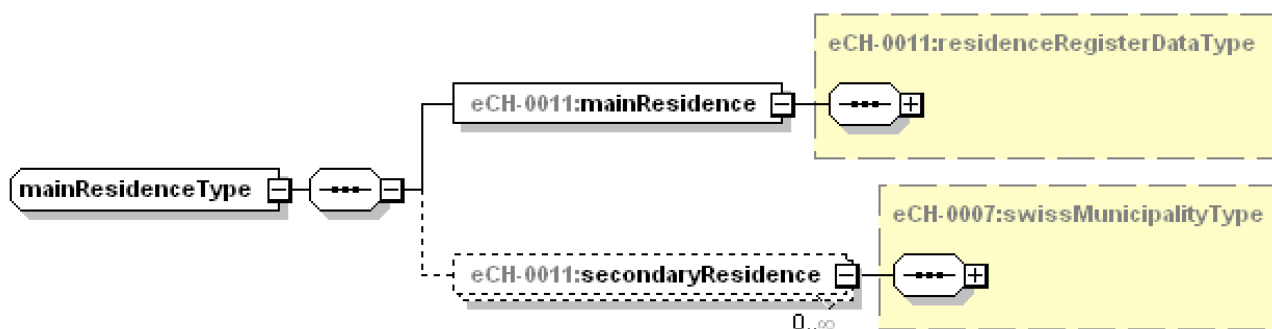 eCH-0011:residenceRegisterDataType
eCH-0011:mainResidence
mainResidenceType
eCH-0007:swissMunicipalityType
eCH-0011:secondaryResidence
0..∞